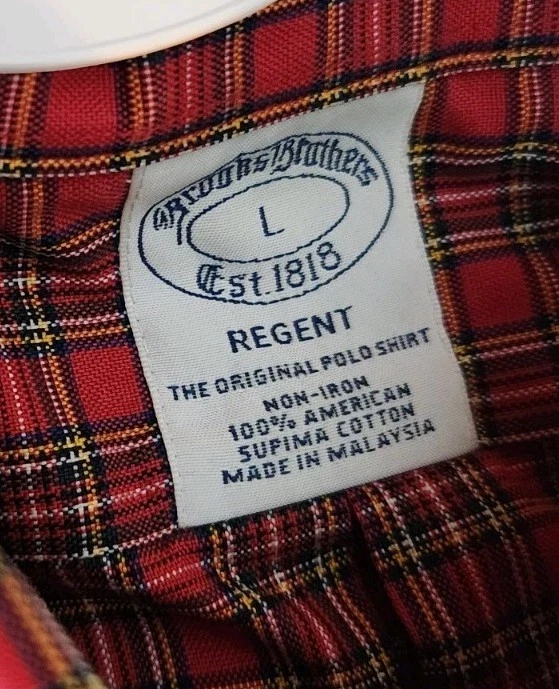 Brooks Brothers
L
Est. 1818
REGENT
THE ORIGINAL POLO SHIRT
NON-IRON
100% AMERICAN
SUPIMA COTTON
MADE IN MALAYSIA